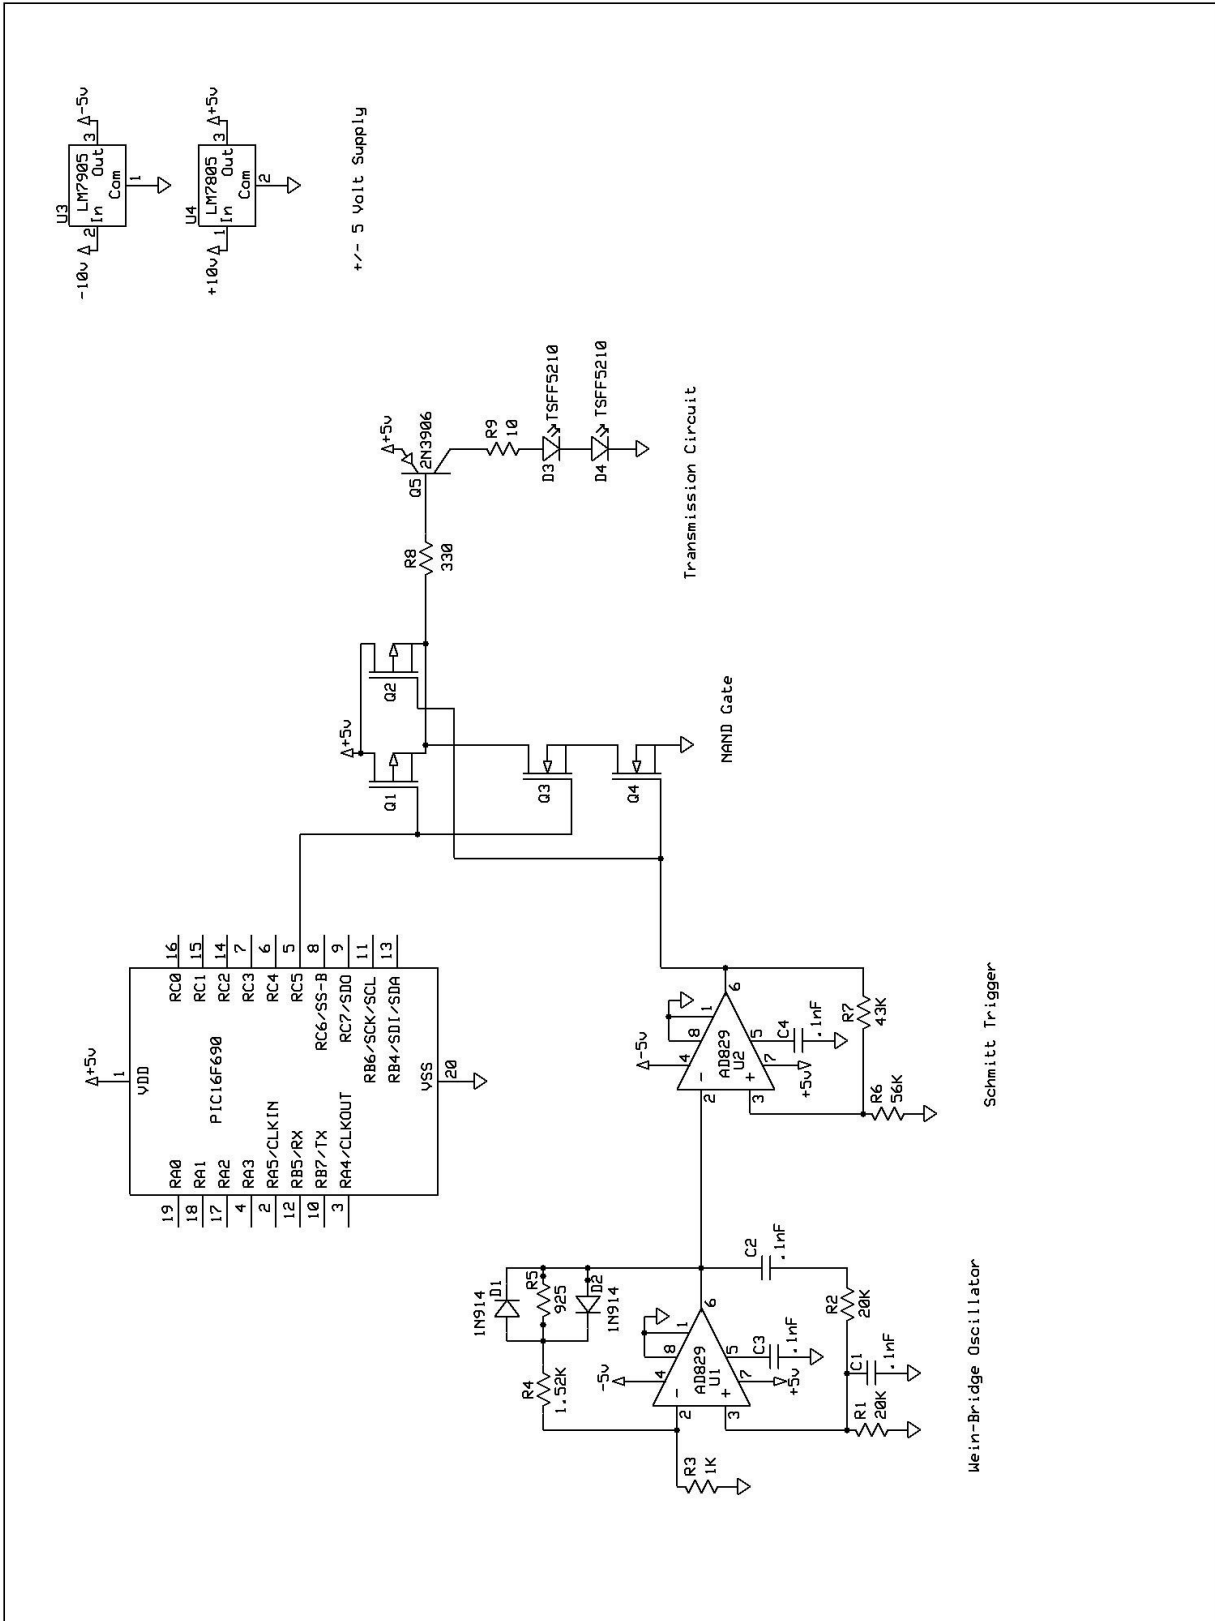 Wein-Bridge Oscillator
R3
1K
R4
1.52K
1N914
D1
R5
925
D2
1N914
-5v
4
8
1
2
-
AD829
U1
6
3
+
7
5
+5v
C3
.1nF
C2
.1nF
R2
20K
C1
.1nF
R1
20K
Schmitt Trigger
-5v
4
8
1
2
-
AD829
U2
6
3
+
7
5
+5v
C4
.1nF
R7
43K
R6
56K
+5v
1
VDD
PIC16F690
19 RA0
18 RA1
17 RA2
4 RA3
2 RA5/CLKIN
12 RB5/RX
10 RB7/TX
3 RA4/CLKOUT
RC0 16
RC1 15
RC2 14
RC3 7
RC4 6
RC5 5
RC6/SS-B 8
RC7/SDO 9
RB6/SCK/SCL 11
RB4/SDI/SDA 13
VSS
20
+5v
Q1
Q2
Q3
Q4
NAND Gate
R8
330
+5v
Q5
2N3906
R9
10
D3
TSFF5210
D4
TSFF5210
Transmission Circuit
U3
LM7905
-10v
2 In
Out 3
-5v
Com
1
U4
LM7805
+10v
1 In
Out 3
+5v
Com
2
+/- 5 Volt Supply